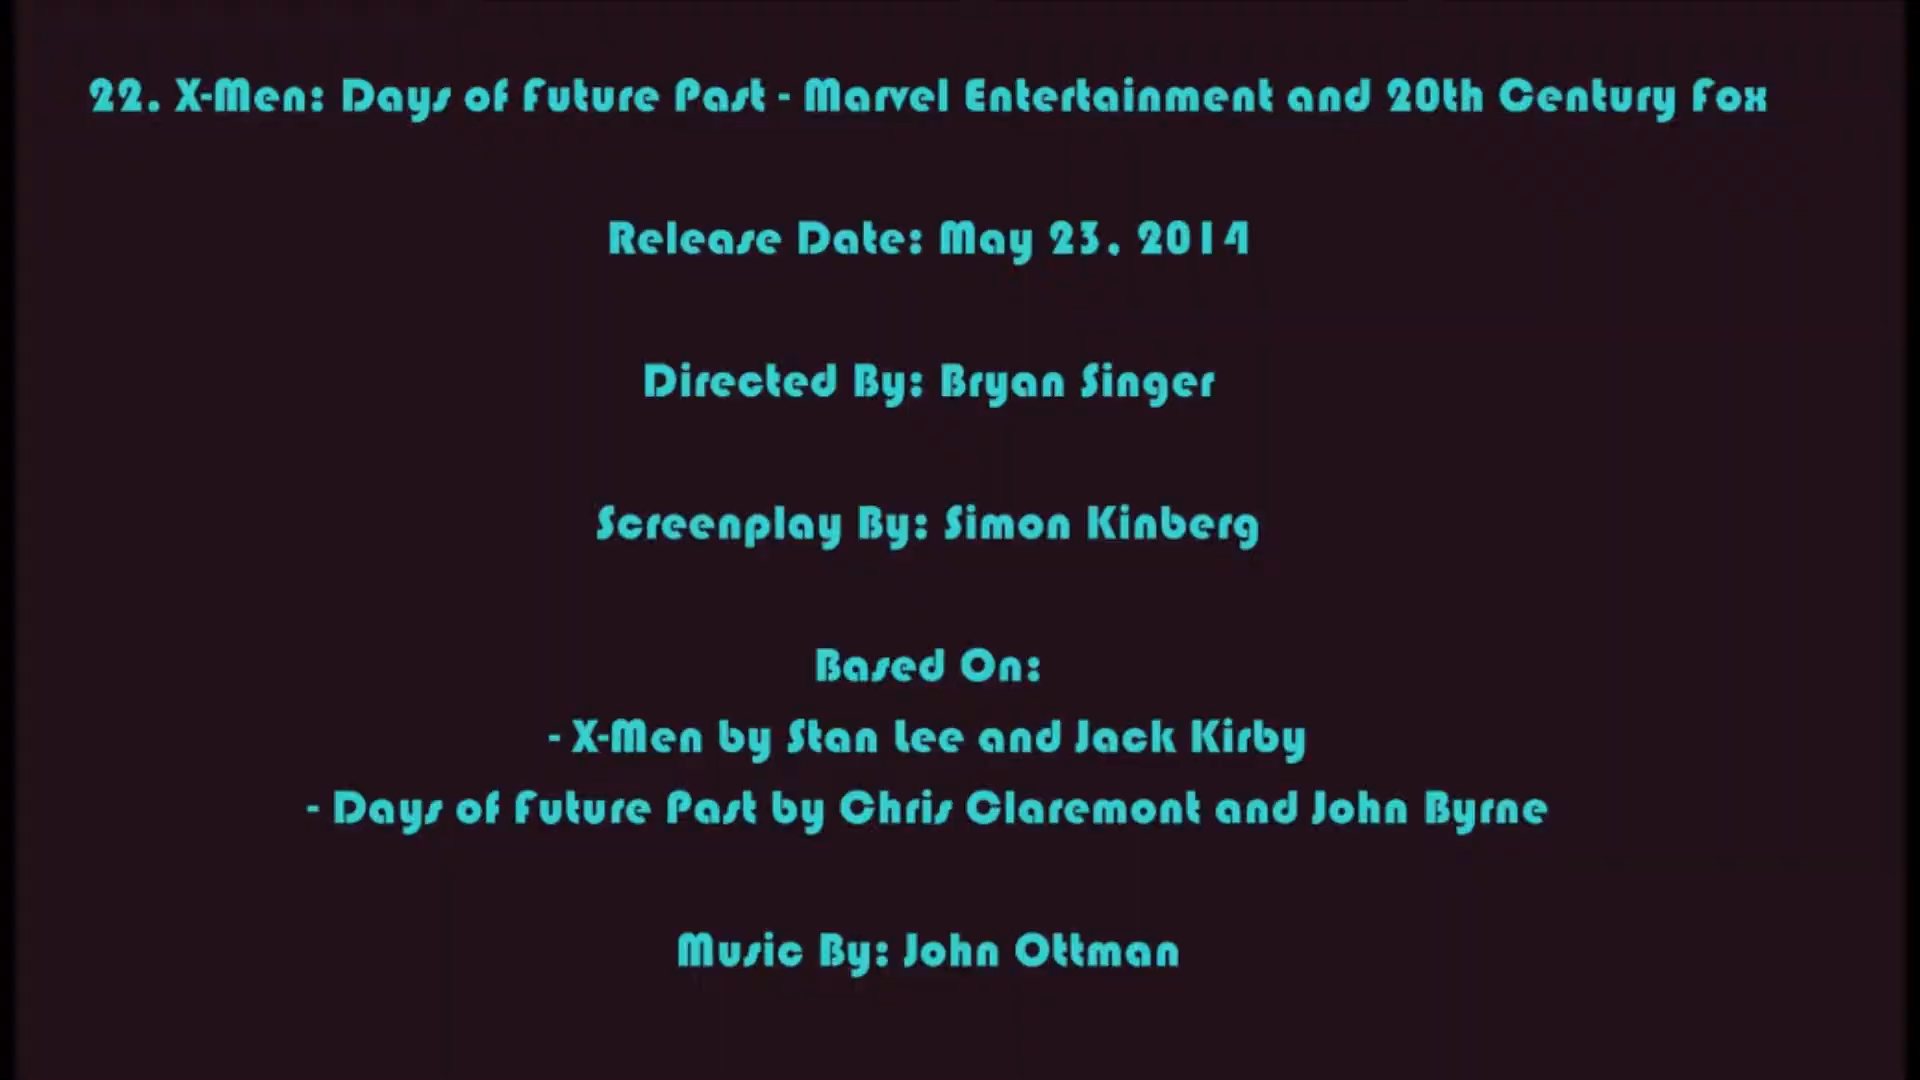 22. X-Men: Days of Future Past - Marvel Entertainment and 20th Century Fox
Release Date: May 23, 2014
Directed By: Bryan Singer
Screenplay By: Simon Kinberg
Based On:
- X-Men by Stan Lee and Jack Kirby
- Days of Future Past by Chris Claremont and John Byrne
Music By: John Ottman